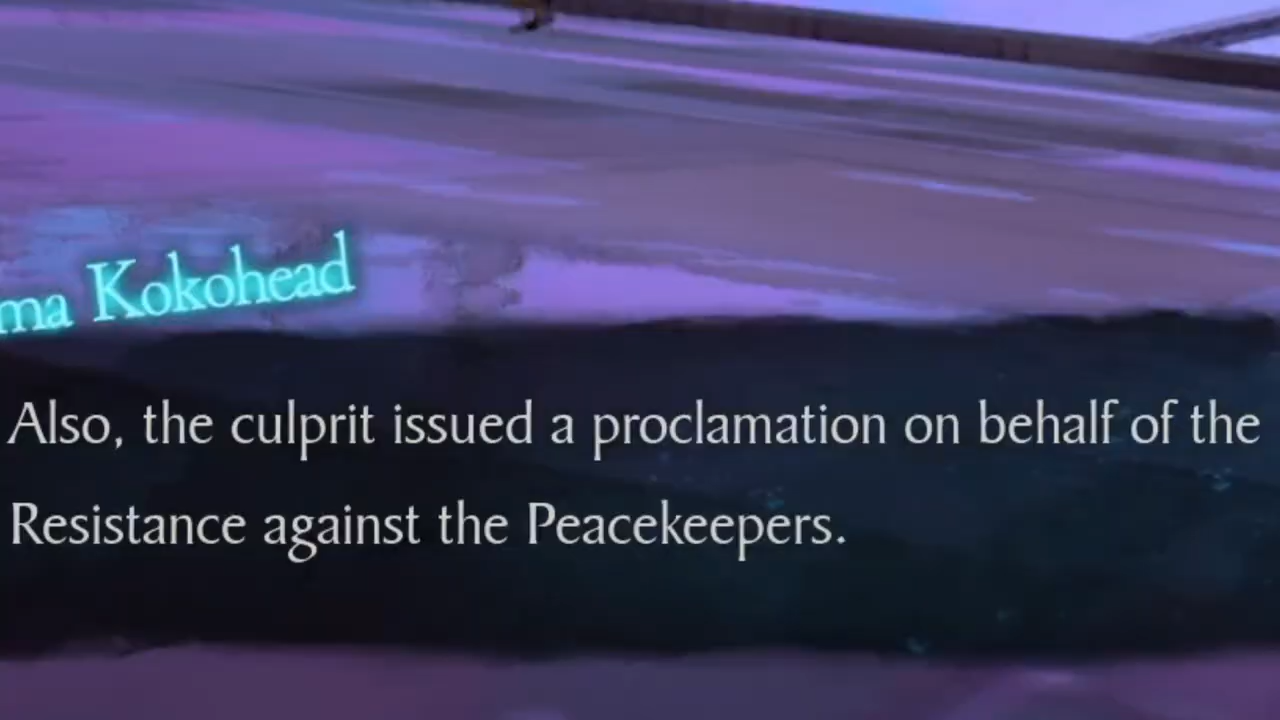 ma Kokohead
Also, the culprit issued a proclamation on behalf of the
Resistance against the Peacekeepers.